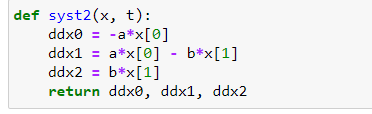 def syst2(x, t):
    ddx0 = -a*x[0]
    ddx1 = a*x[0] - b*x[1]
    ddx2 = b*x[1]
    return ddx0, ddx1, ddx2